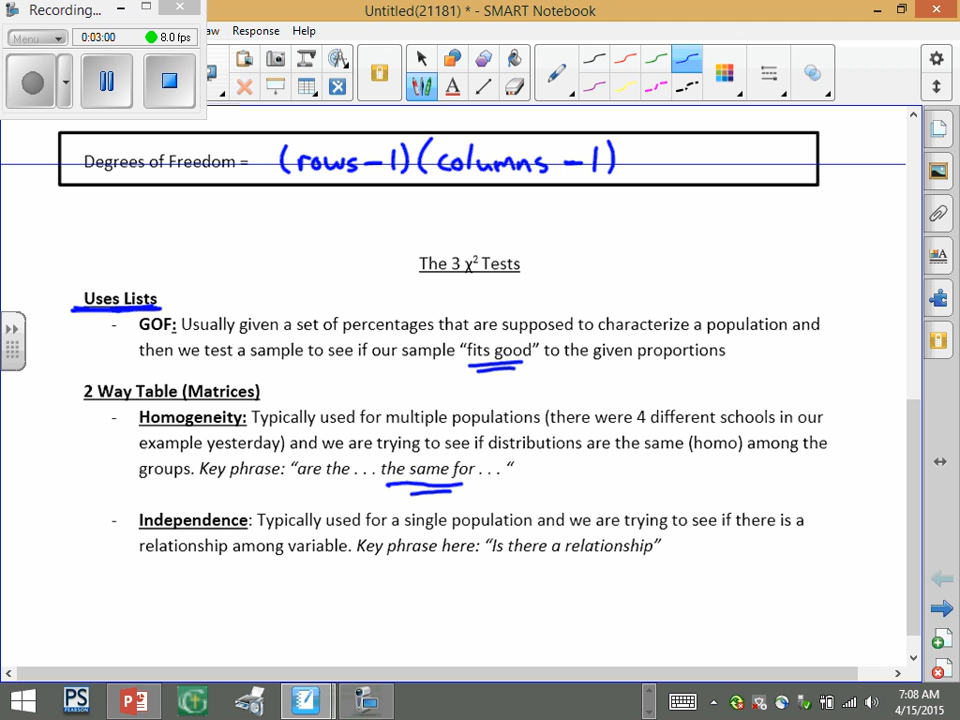 Recording...
Untitled(21181) * - SMART Notebook
Menu
0:03:00
8.0 fps
aw Response Help
Degrees of Freedom = (rows - 1)(columns - 1)
The 3 χ² Tests
Uses Lists
- GOF: Usually given a set of percentages that are supposed to characterize a population and
then we test a sample to see if our sample “fits good” to the given proportions
2 Way Table (Matrices)
- Homogeneity: Typically used for multiple populations (there were 4 different schools in our
example yesterday) and we are trying to see if distributions are the same (homo) among the
groups. Key phrase: “are the . . . the same for . . . “
- Independence: Typically used for a single population and we are trying to see if there is a
relationship among variable. Key phrase here: “Is there a relationship”
PS
PEARSON
7:08 AM
4/15/2015